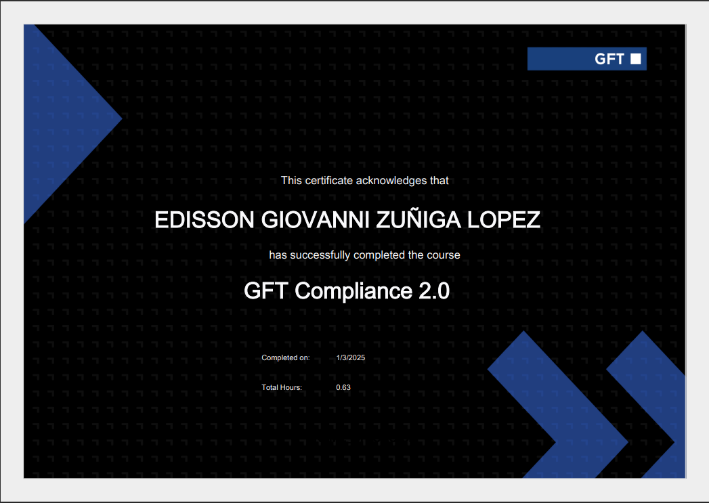 GFT
This certificate acknowledges that
EDISSON GIOVANNI ZUÑIGA LOPEZ
has successfully completed the course
GFT Compliance 2.0
Completed on: 1/3/2025
Total Hours: 0.63